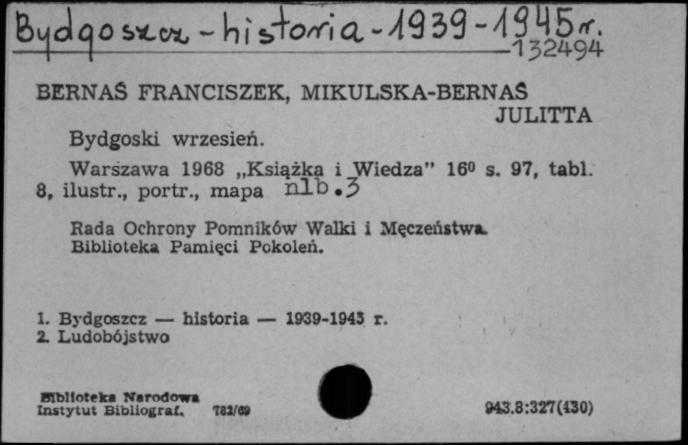 Bydgoszcz - historia - 1939 - 1945 r.
132494
BERNAŚ FRANCISZEK, MIKULSKA-BERNAŚ
JULITTA
Bydgoski wrzesień.
Warszawa 1968 „Książka i Wiedza” 16⁰ s. 97, tabl.
8, ilustr., portr., mapa nlb.3
Rada Ochrony Pomników Walki i Męczeństwa.
Biblioteka Pamięci Pokoleń.
1. Bydgoszcz — historia — 1939-1945 r.
2. Ludobójstwo
Biblioteka Narodowa
Instytut Bibliograf. 782/69 943.8:327(430)